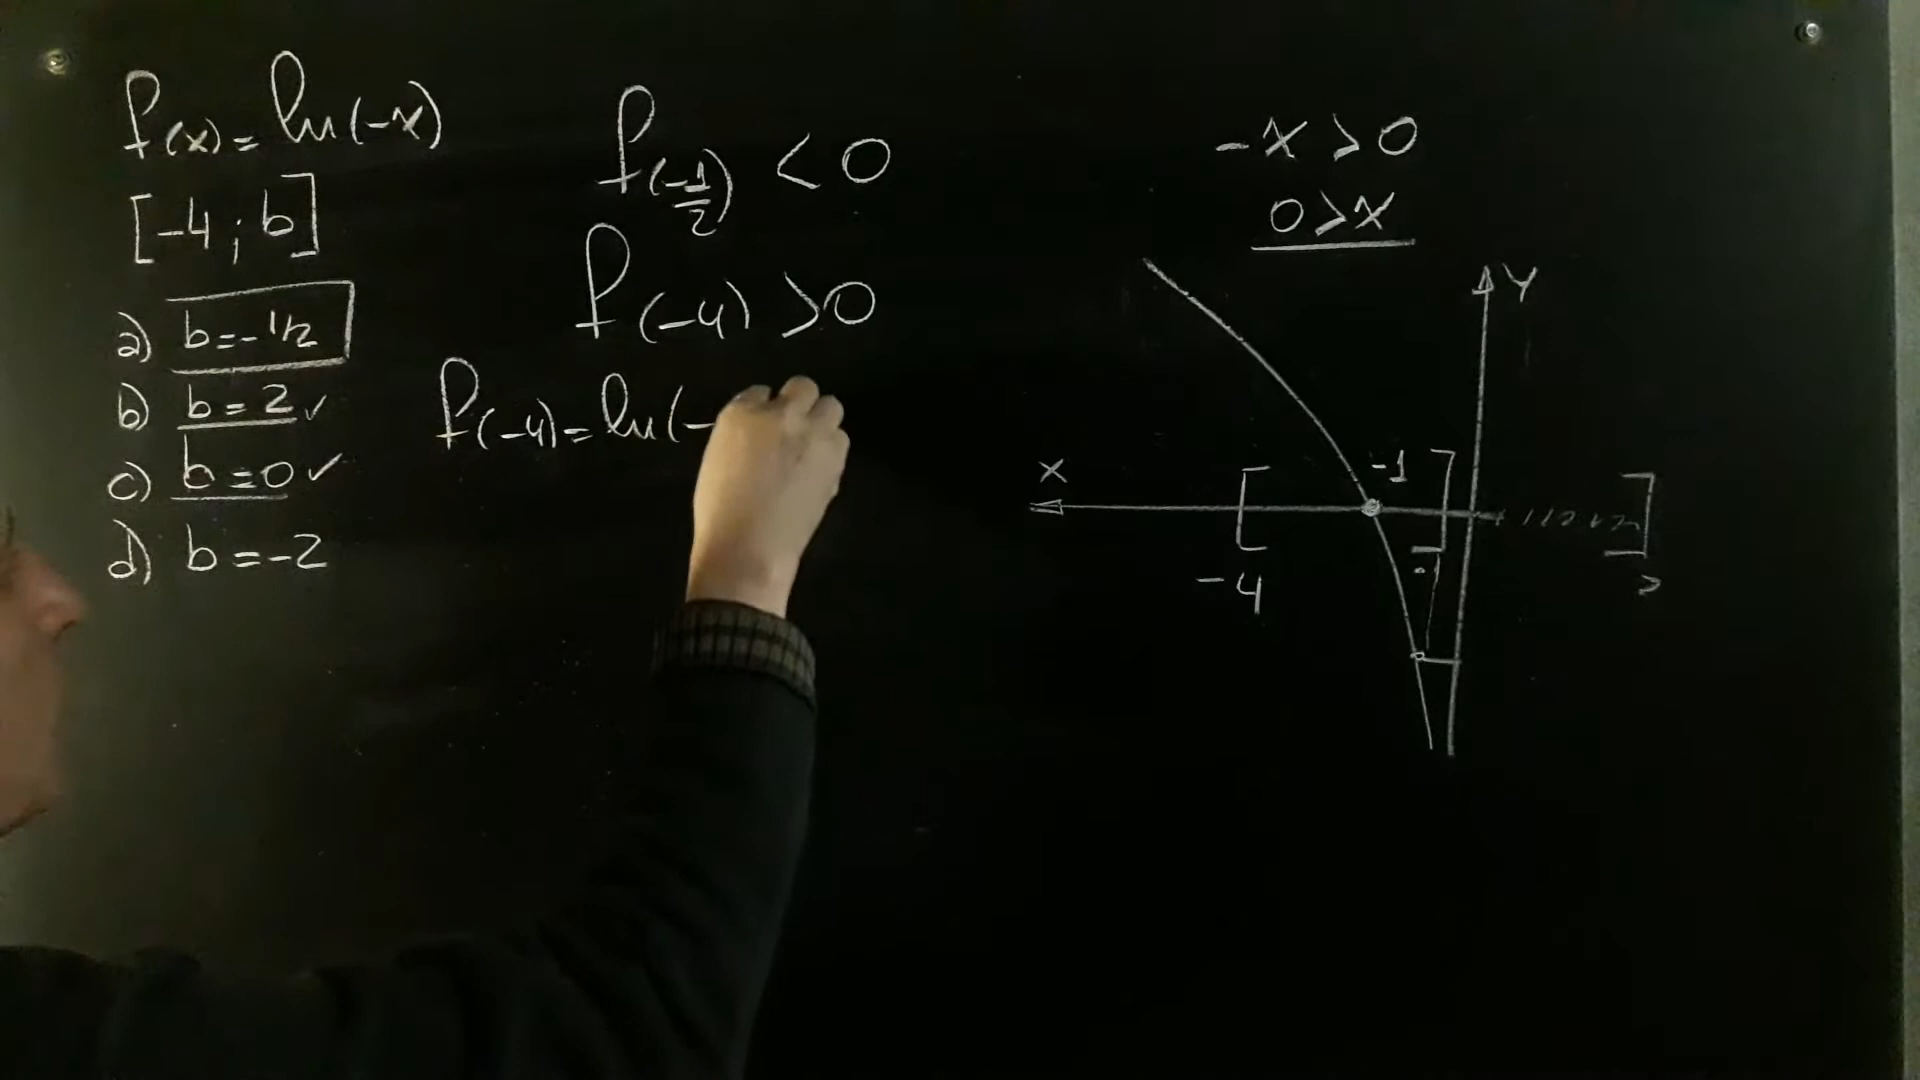 f(x) = ln(-x)
[-4; b]
a) b=-1/2
b) b=2 ✓
c) b=0 ✓
d) b=-2
f(-1/2) < 0
f(-4) > 0
f(-4) = ln(-
-x>0
0>x
Y
X
-1
-4